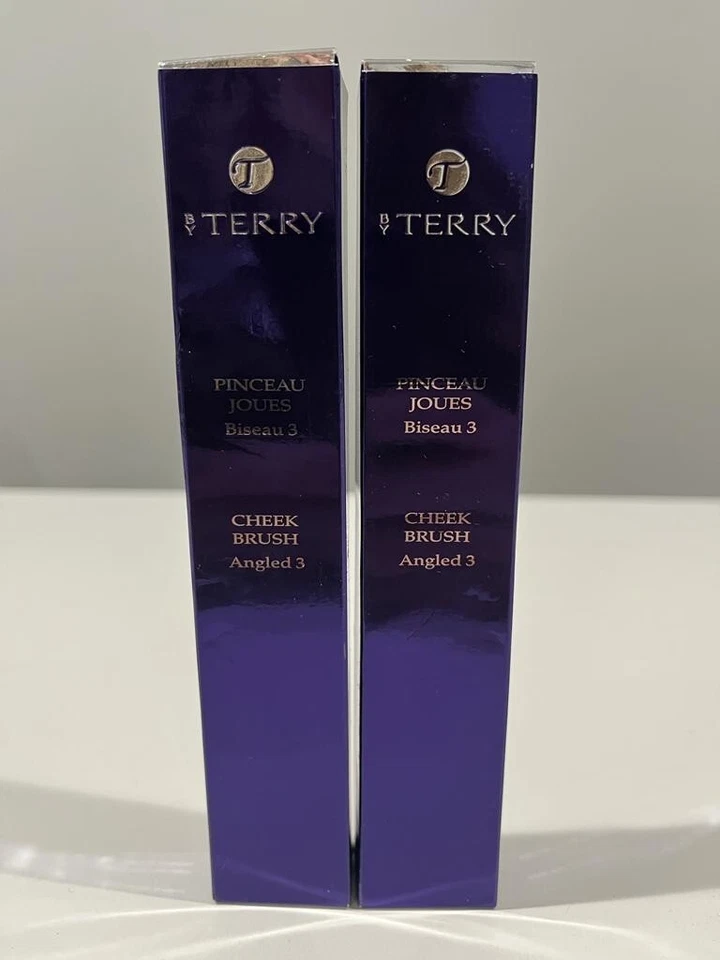 T
BY TERRY
PINCEAU
JOUES
Biseau 3
CHEEK
BRUSH
Angled 3
T
BY TERRY
PINCEAU
JOUES
Biseau 3
CHEEK
BRUSH
Angled 3